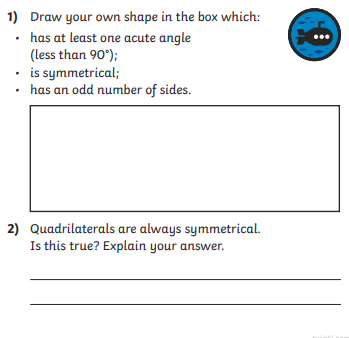 1) Draw your own shape in the box which:
• has at least one acute angle
(less than 90°);
• is symmetrical;
• has an odd number of sides.
2) Quadrilaterals are always symmetrical.
Is this true? Explain your answer.